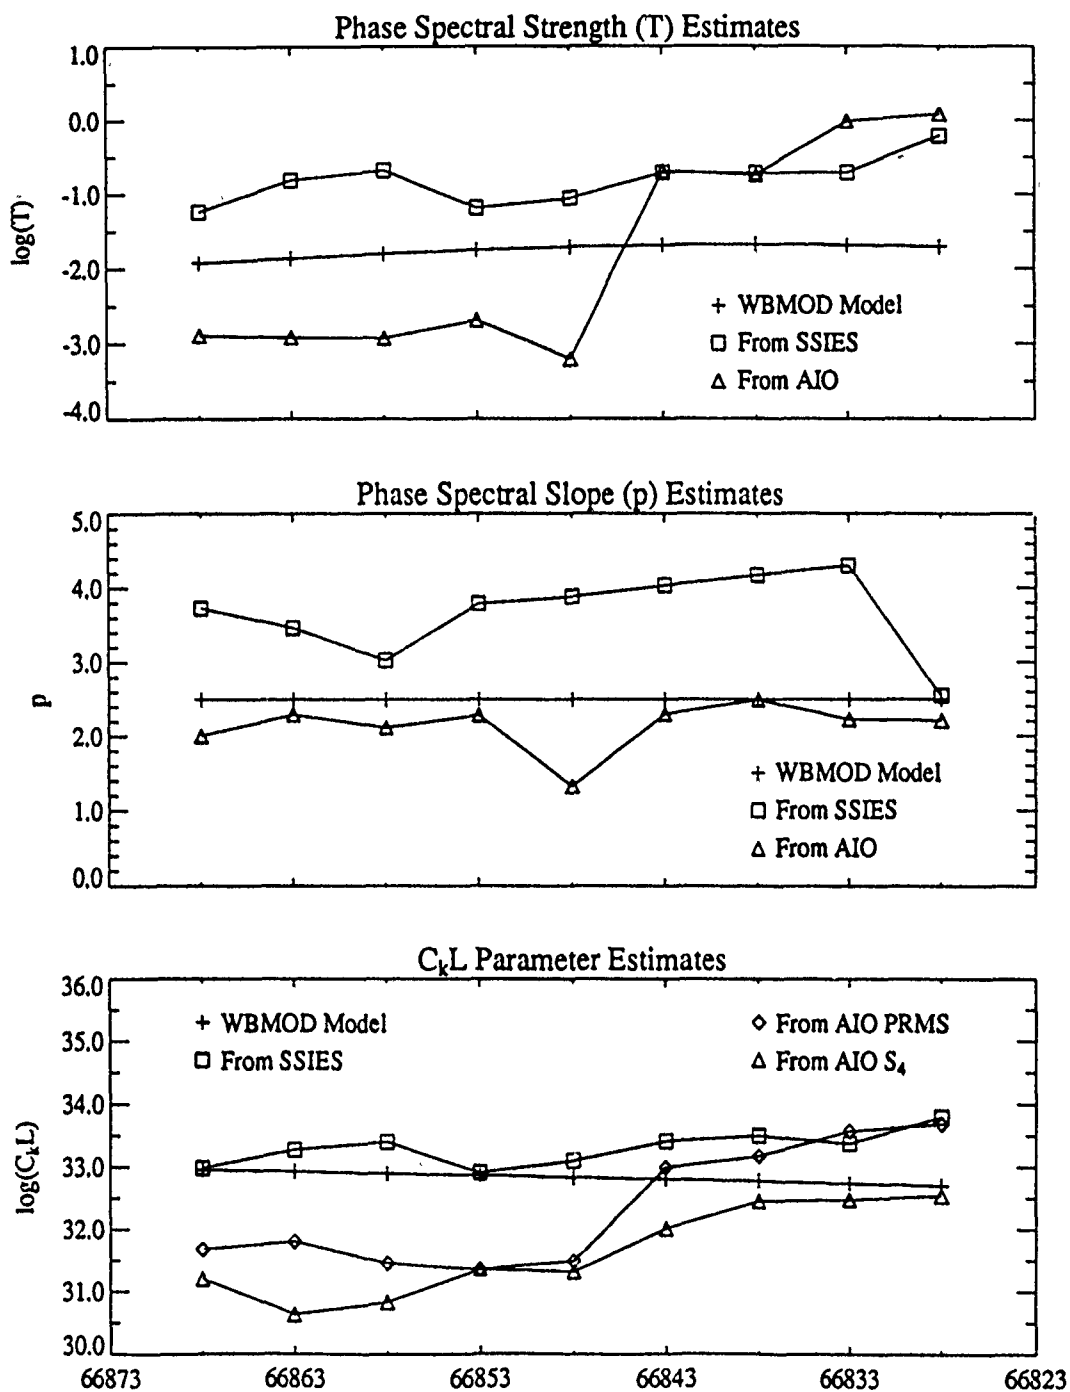 Phase Spectral Strength (T) Estimates
1.0
0.0
-1.0
-2.0
-3.0
-4.0
log(T)
+ WBMOD Model
□ From SSIES
△ From AIO
Phase Spectral Slope (p) Estimates
5.0
4.0
3.0
2.0
1.0
0.0
p
+ WBMOD Model
□ From SSIES
△ From AIO
CₖL Parameter Estimates
36.0
35.0
34.0
33.0
32.0
31.0
30.0
log(CₖL)
+ WBMOD Model
□ From SSIES
◇ From AIO PRMS
△ From AIO S₄
66873 66863 66853 66843 66833 66823